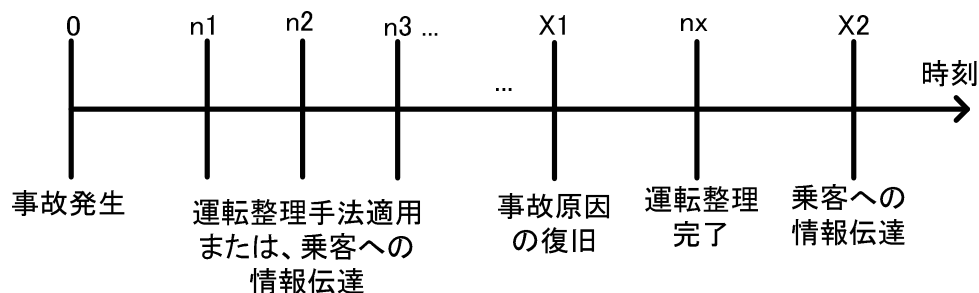 0 n1 n2 n3 ... X1 nx X2
時刻
...
事故発生
運転整理手法適用
または、乗客への
情報伝達
事故原因
の復旧
運転整理
完了
乗客への
情報伝達